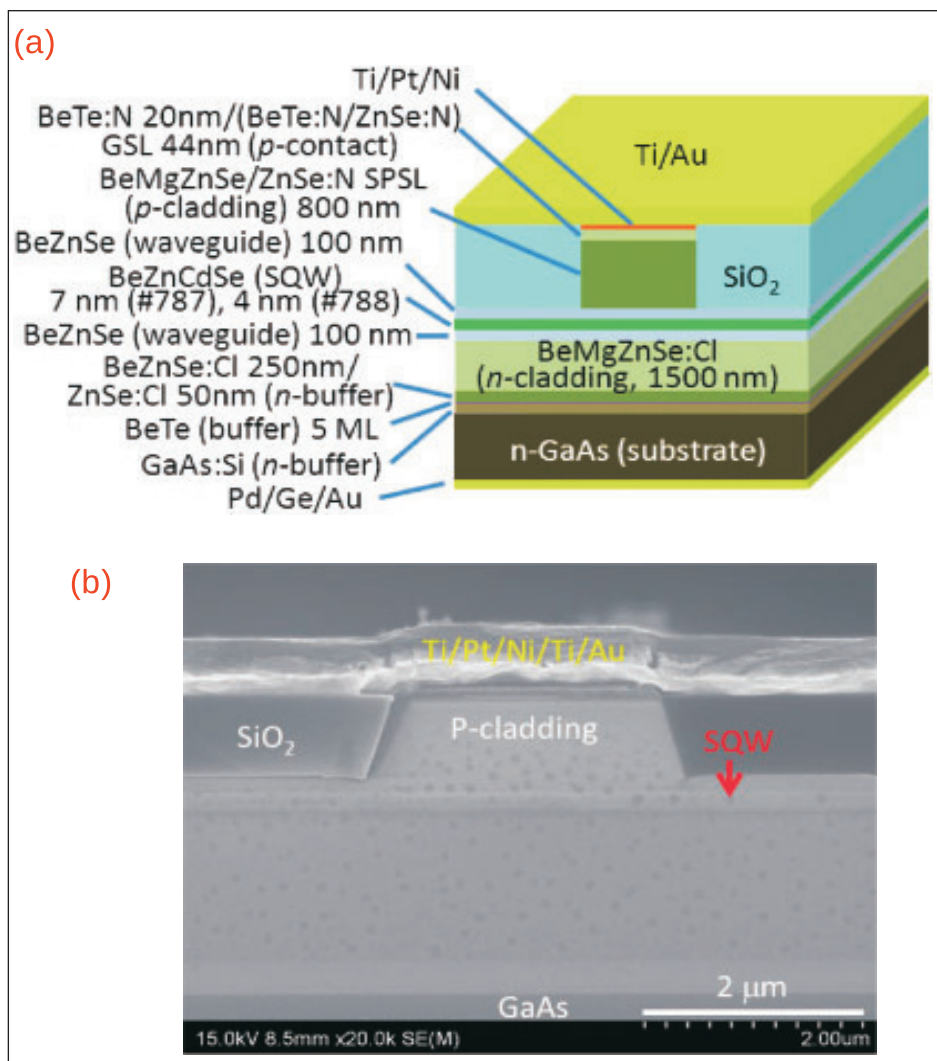 (a)
Ti/Pt/Ni
BeTe:N 20nm/(BeTe:N/ZnSe:N)
GSL 44nm (p-contact)
BeMgZnSe/ZnSe:N SPSL
(p-cladding) 800 nm
BeZnSe (waveguide) 100 nm
BeZnCdSe (SQW)
7 nm (#787), 4 nm (#788)
BeZnSe (waveguide) 100 nm
BeZnSe:Cl 250nm/
ZnSe:Cl 50nm (n-buffer)
BeTe (buffer) 5 ML
GaAs:Si (n-buffer)
Pd/Ge/Au
Ti/Au
SiO₂
BeMgZnSe:Cl
(n-cladding, 1500 nm)
n-GaAs (substrate)
(b)
Ti/Pt/Ni/Ti/Au
SiO₂
P-cladding
SQW
GaAs
2 μm
15.0kV 8.5mm x20.0k SE(M)
2.00um